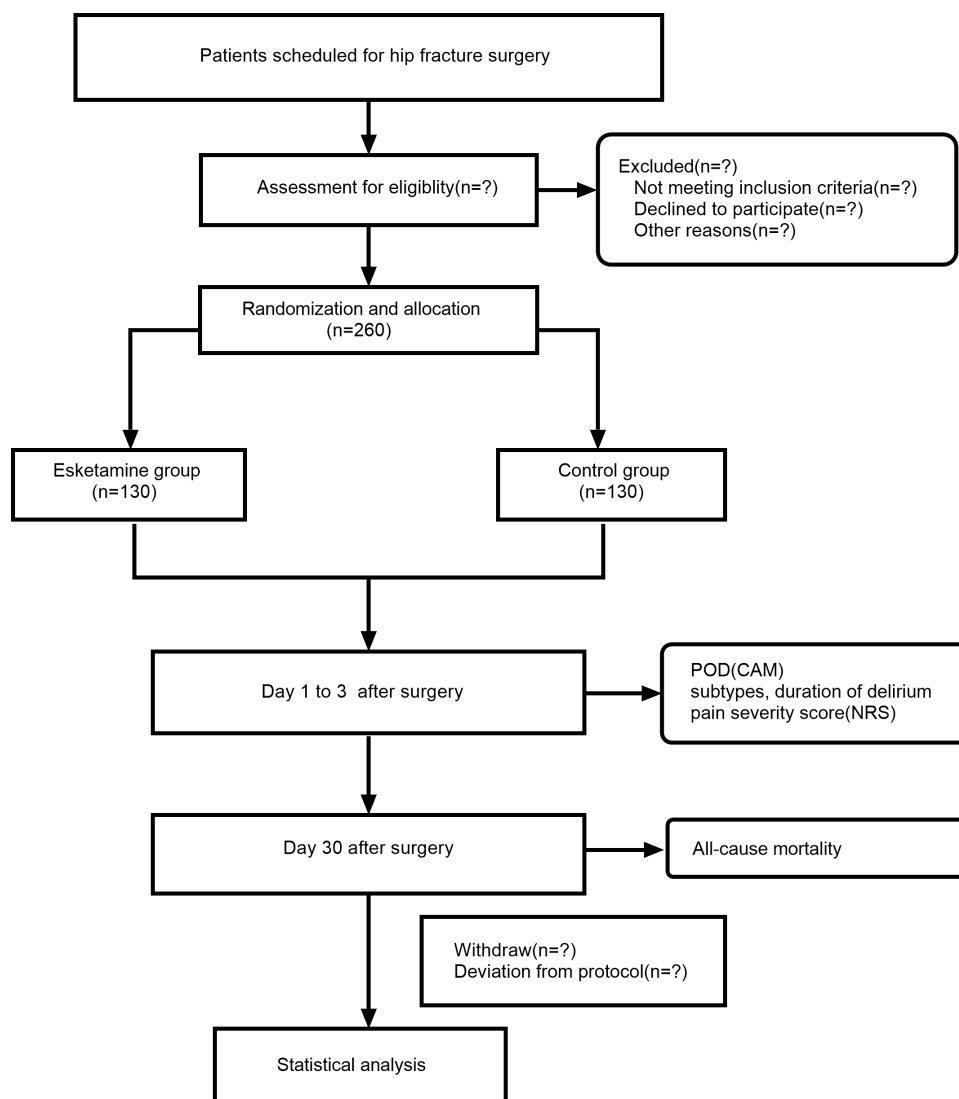 Patients scheduled for hip fracture surgery
Assessment for eligiblity(n=?)
Excluded(n=?)
Not meeting inclusion criteria(n=?)
Declined to participate(n=?)
Other reasons(n=?)
Randomization and allocation
(n=260)
Esketamine group
(n=130)
Control group
(n=130)
Day 1 to 3 after surgery
POD(CAM)
subtypes, duration of delirium
pain severity score(NRS)
Day 30 after surgery
All-cause mortality
Withdraw(n=?)
Deviation from protocol(n=?)
Statistical analysis